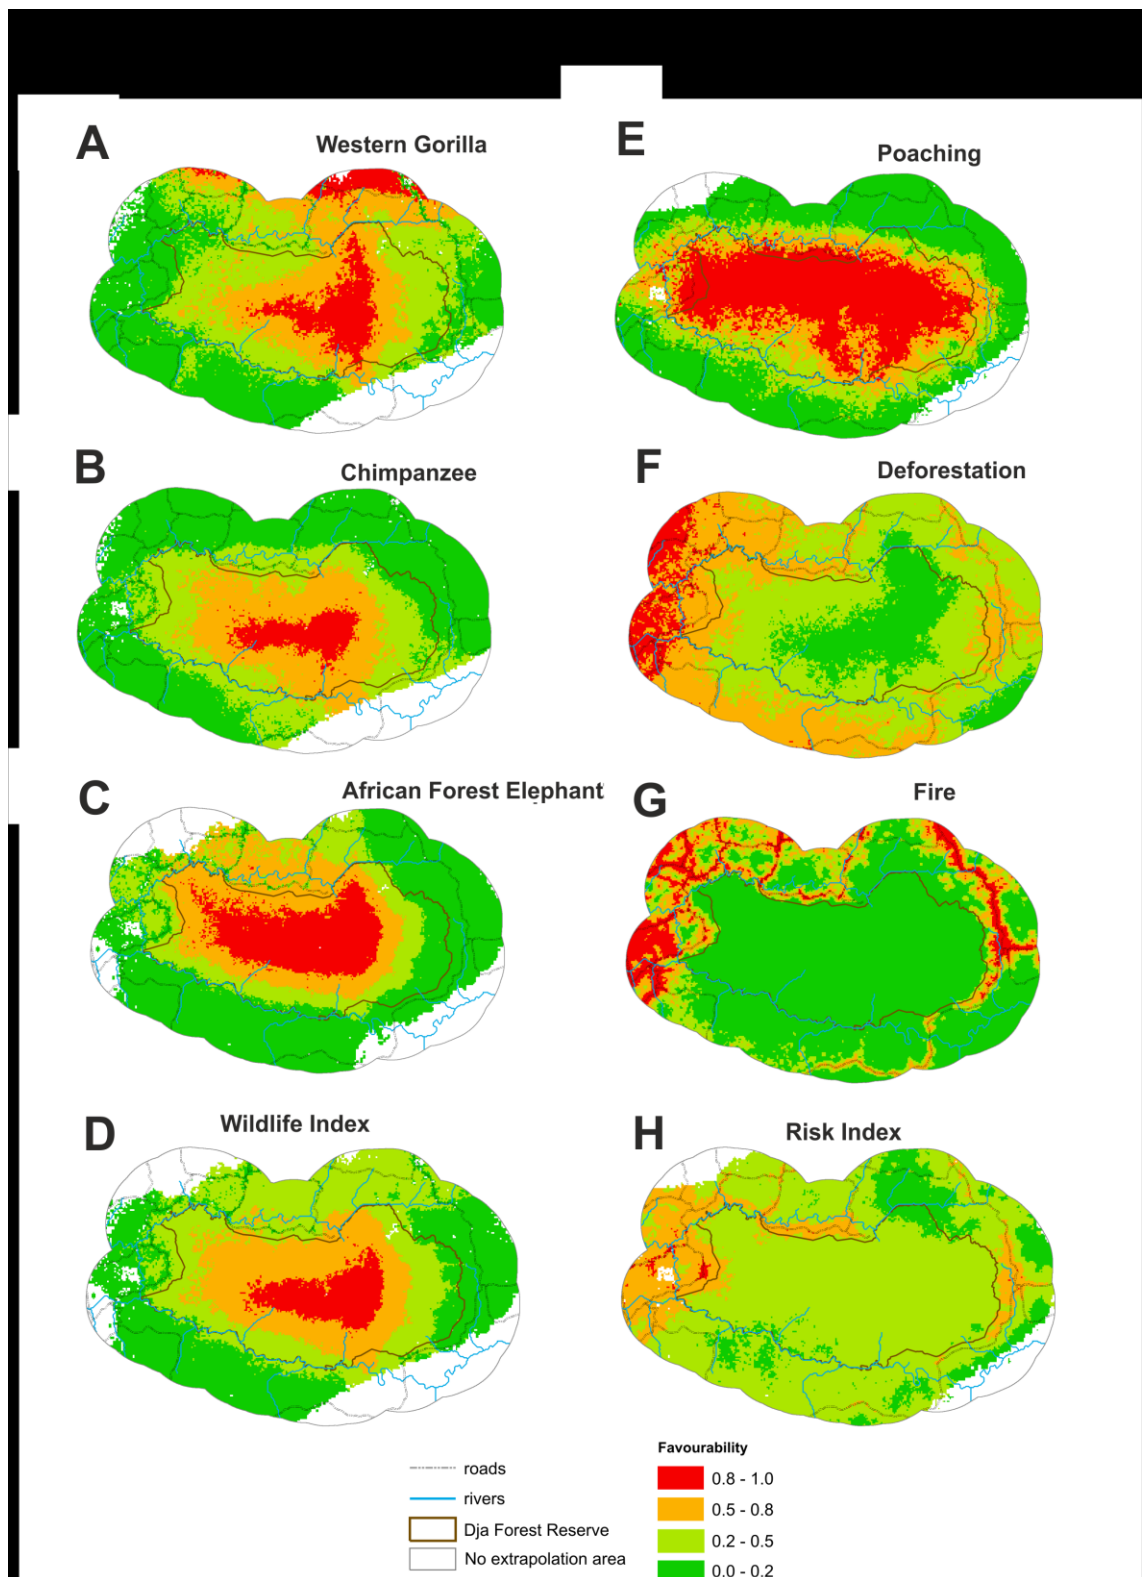 A
Western Gorilla
E
Poaching
B
Chimpanzee
F
Deforestation
C
African Forest Elephant
G
Fire
D
Wildlife Index
H
Risk Index
roads
rivers
Dja Forest Reserve
No extrapolation area
Favourability
0.8 - 1.0
0.5 - 0.8
0.2 - 0.5
0.0 - 0.2